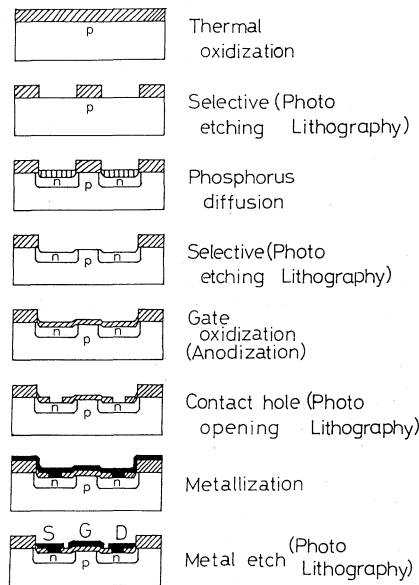 p
Thermal
oxidization
p
Selective (Photo
etching Lithography)
n p n
Phosphorus
diffusion
n p n
Selective (Photo
etching Lithography)
n p n
Gate
oxidization
(Anodization)
n p n
Contact hole (Photo
opening Lithography)
n p n
Metallization
S G D
n p n
Metal etch (Photo
Lithography)